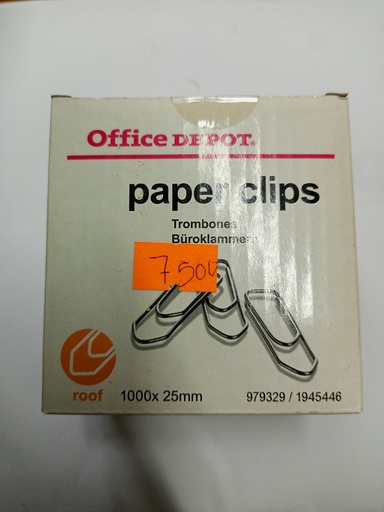 Office DEPOT.
paper clips
Trombones
Büroklammern
7500
roof
1000x 25mm
979329 / 1945446